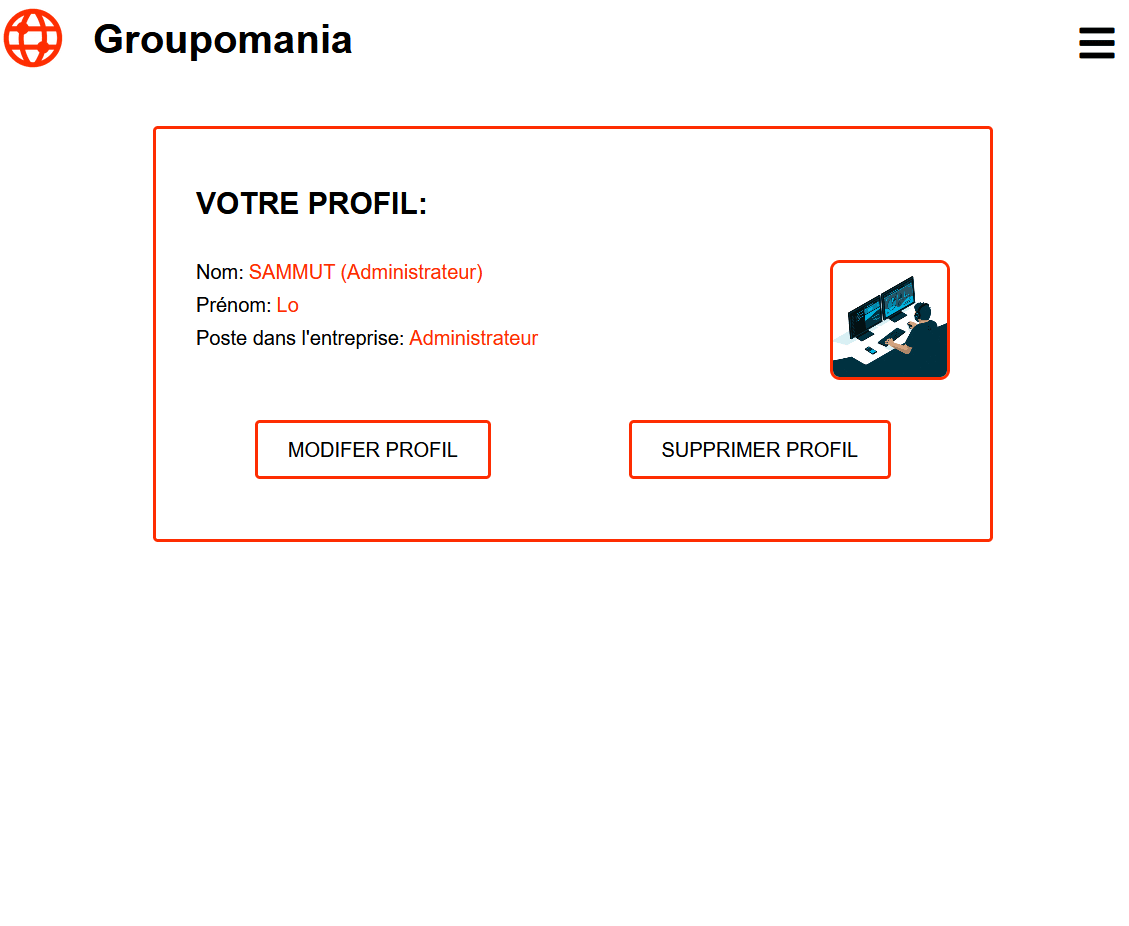 Groupomania
VOTRE PROFIL:
Nom: SAMMUT (Administrateur)
Prénom: Lo
Poste dans l'entreprise: Administrateur
MODIFER PROFIL
SUPPRIMER PROFIL